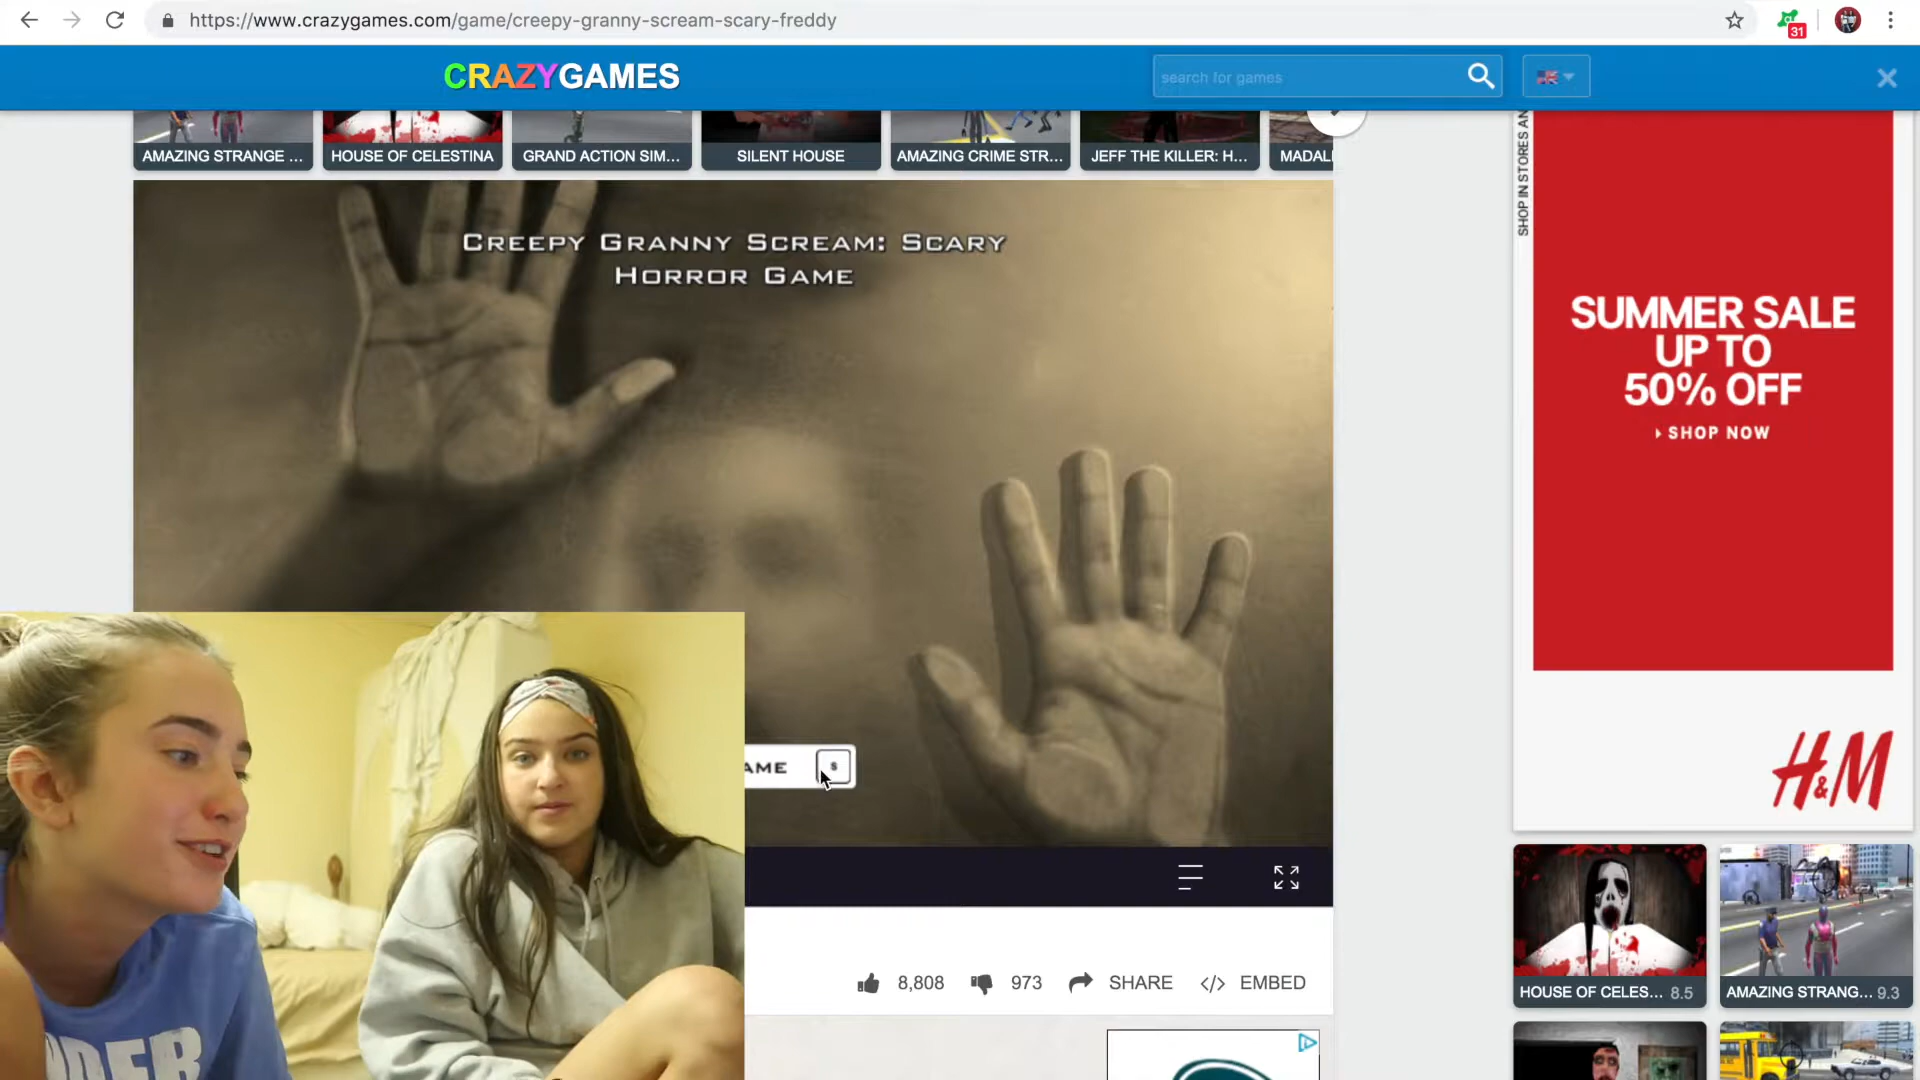 https://www.crazygames.com/game/creepy-granny-scream-scary-freddy
31
CRAZYGAMES
search for games
AMAZING STRANGE ...
HOUSE OF CELESTINA
GRAND ACTION SIM...
SILENT HOUSE
AMAZING CRIME STR...
JEFF THE KILLER: H...
MADAL
CREEPY GRANNY SCREAM: SCARY
HORROR GAME
SHOP IN STORES AN
SUMMER SALE
UP TO
50% OFF
SHOP NOW
H&M
AME
S
8,808
973
SHARE
</> EMBED
HOUSE OF CELES... 8.5
AMAZING STRANG... 9.3